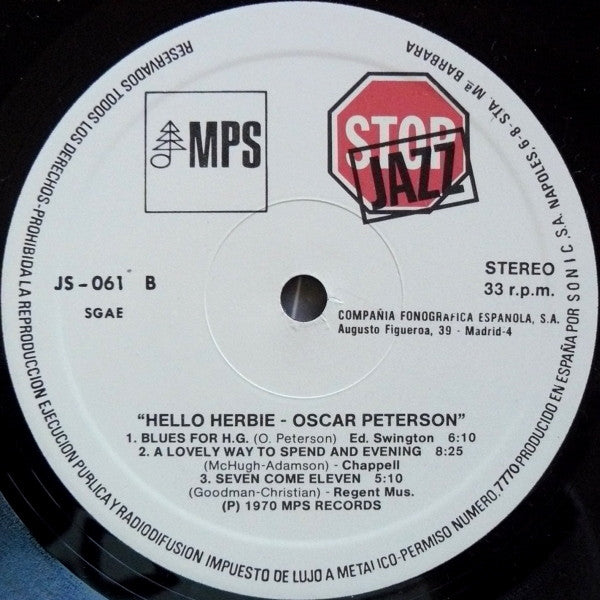 MPS
STOP
JAZZ
JS-061 B
SGAE
STEREO
33 r.p.m.
COMPAÑIA FONOGRAFICA ESPANOLA, S.A.
Augusto Figueroa, 39 - Madrid-4
"HELLO HERBIE - OSCAR PETERSON"
1. BLUES FOR H.G. (O. Peterson) Ed. Swington 6:10
2. A LOVELY WAY TO SPEND AND EVENING 8:25
(McHugh-Adamson) - Chappell
3. SEVEN COME ELEVEN 5:10
(Goodman-Christian) - Regent Mus.
(P) 1970 MPS RECORDS
RESERVADOS TODOS LOS DERECHOS-PROHIBIDA LA REPRODUCCION EJECUCION PUBLICA Y RADIODIFUSION IMPUESTO DE LUJO A METALICO-PERMISO NUMERO.7770 PRODUCIDO EN ESPAÑA POR SONIC, S.A. NAPOLES, 6-8-STA. Mª BARBARA